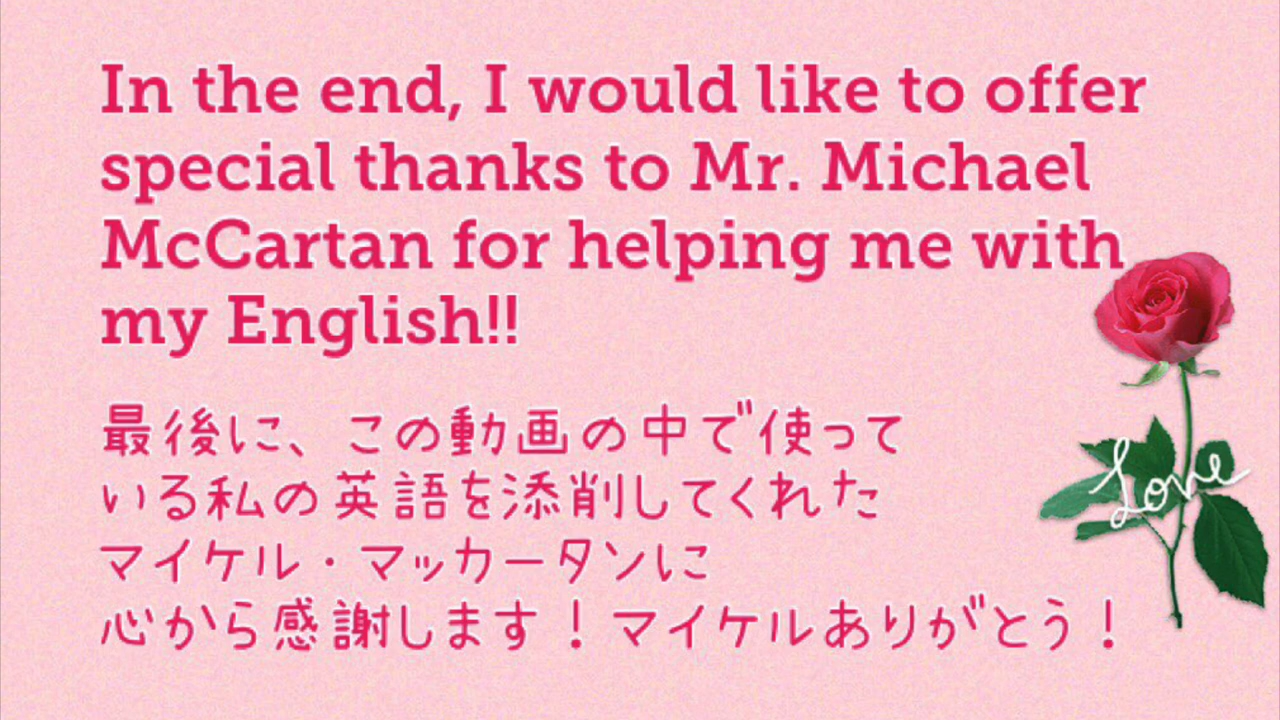 In the end, I would like to offer
special thanks to Mr. Michael
McCartan for helping me with
my English!!
最後に、この動画の中で使って
いる私の英語を添削してくれた
マイケル・マッカータンに
心から感謝します！マイケルありがとう！
Love